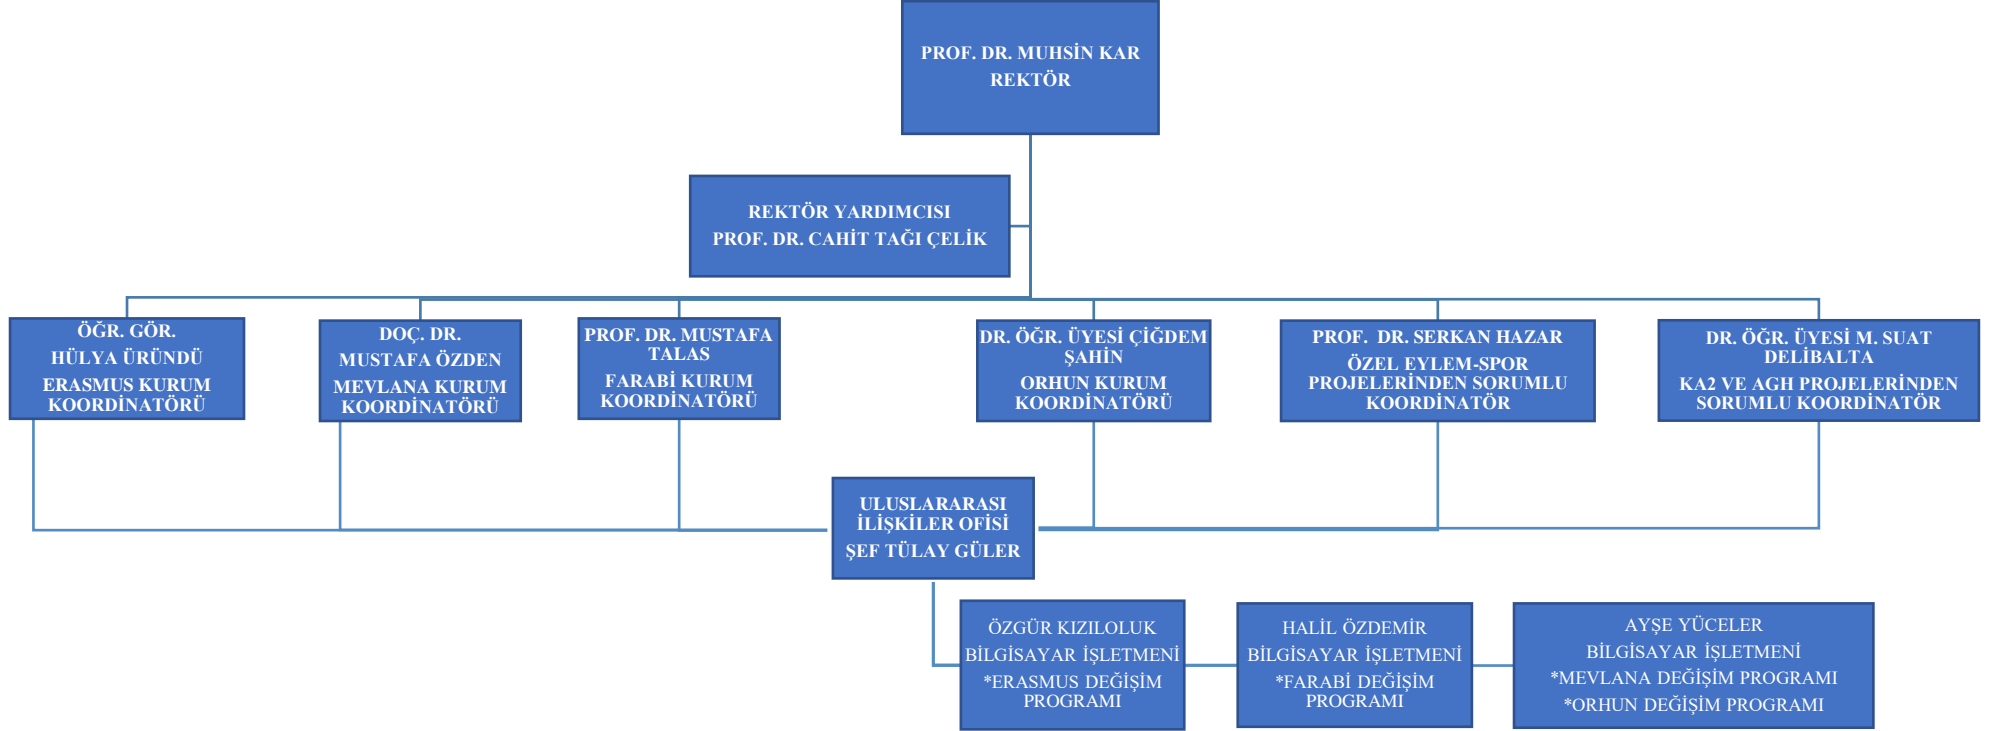 PROF. DR. MUHSİN KAR
REKTÖR
REKTÖR YARDIMCISI
PROF. DR. CAHİT TAĞI ÇELİK
ÖĞR. GÖR.
HÜLYA ÜRÜNDÜ
ERASMUS KURUM
KOORDİNATÖRÜ
DOÇ. DR.
MUSTAFA ÖZDEN
MEVLANA KURUM
KOORDİNATÖRÜ
PROF. DR. MUSTAFA
TALAS
FARABİ KURUM
KOORDİNATÖRÜ
DR. ÖĞR. ÜYESİ ÇİĞDEM
ŞAHİN
ORHUN KURUM
KOORDİNATÖRÜ
PROF. DR. SERKAN HAZAR
ÖZEL EYLEM-SPOR
PROJELERİNDEN SORUMLU
KOORDİNATÖR
DR. ÖĞR. ÜYESİ M. SUAT
DELİBALTA
KA2 VE AGH PROJELERİNDEN
SORUMLU KOORDİNATÖR
ULUSLARARASI
İLİŞKİLER OFİSİ
ŞEF TÜLAY GÜLER
ÖZGÜR KIZILOLUK
BİLGİSAYAR İŞLETMENİ
*ERASMUS DEĞİŞİM
PROGRAMI
HALİL ÖZDEMİR
BİLGİSAYAR İŞLETMENİ
*FARABİ DEĞİŞİM
PROGRAMI
AYŞE YÜCELER
BİLGİSAYAR İŞLETMENİ
*MEVLANA DEĞİŞİM PROGRAMI
*ORHUN DEĞİŞİM PROGRAMI